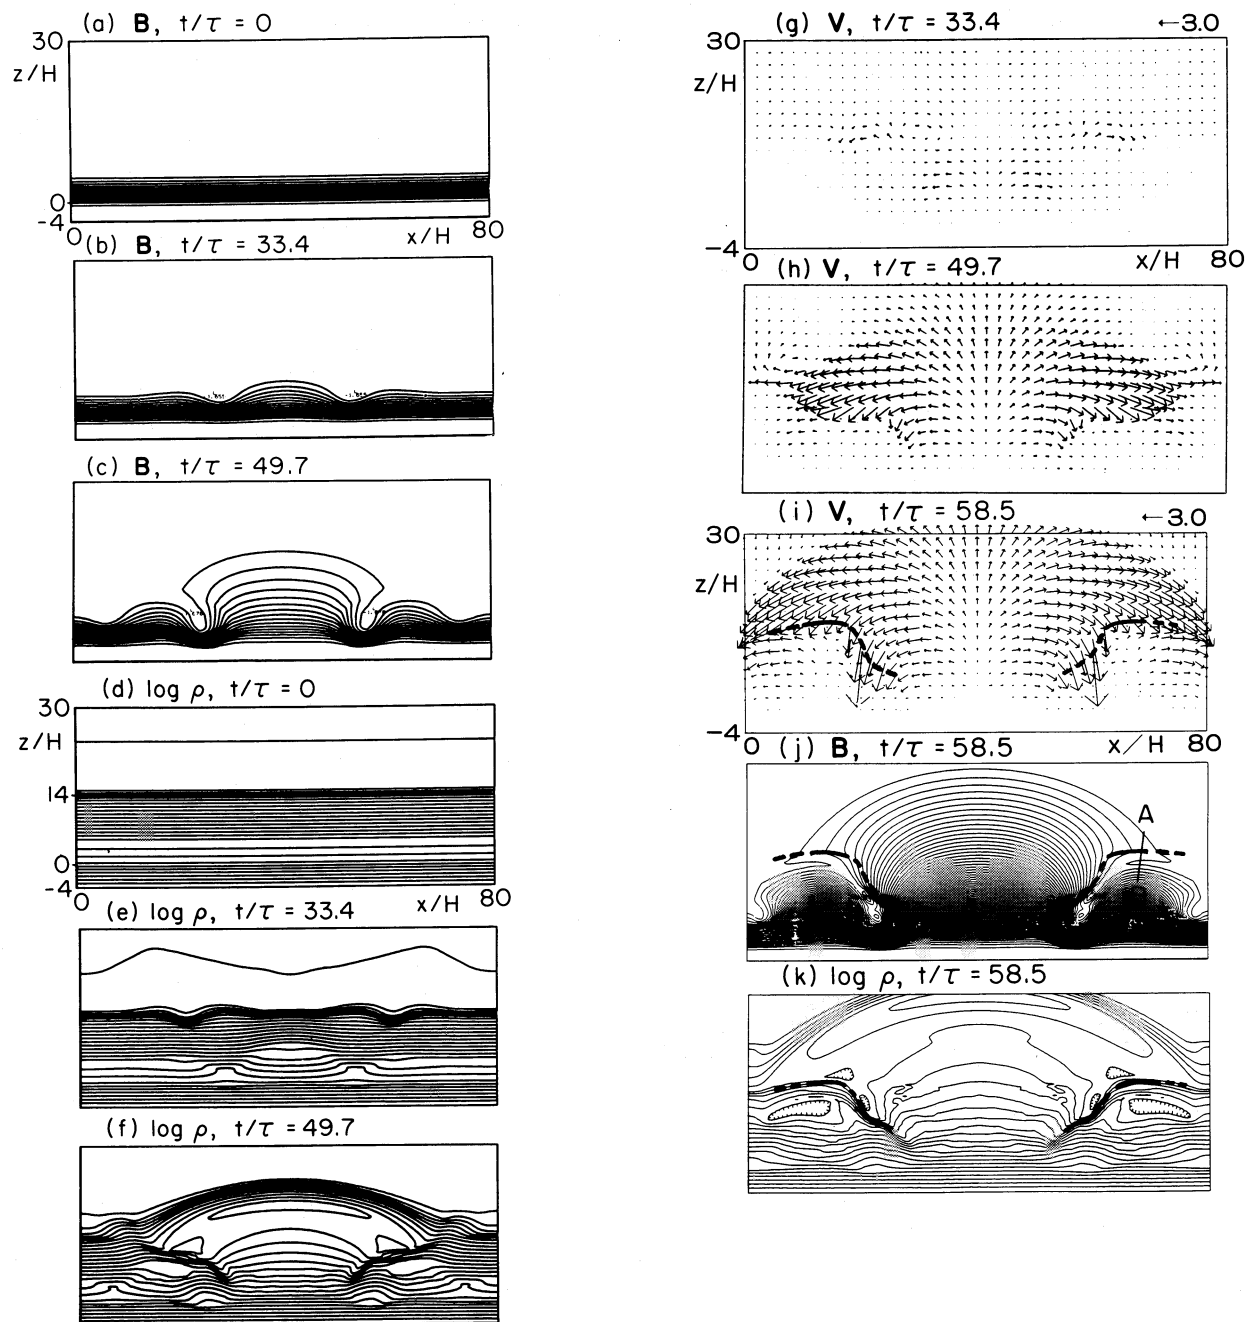 (a) B, t/τ = 0
30
z/H
0
-4
0
x/H
80
(b) B, t/τ = 33.4
(c) B, t/τ = 49.7
(d) log ρ, t/τ = 0
30
z/H
14
0
-4
0
x/H
80
(e) log ρ, t/τ = 33.4
(f) log ρ, t/τ = 49.7
(g) V, t/τ = 33.4
←3.0
30
z/H
-4
0
x/H
80
(h) V, t/τ = 49.7
(i) V, t/τ = 58.5
←3.0
30
z/H
-4
0
x/H
80
(j) B, t/τ = 58.5
A
(k) log ρ, t/τ = 58.5